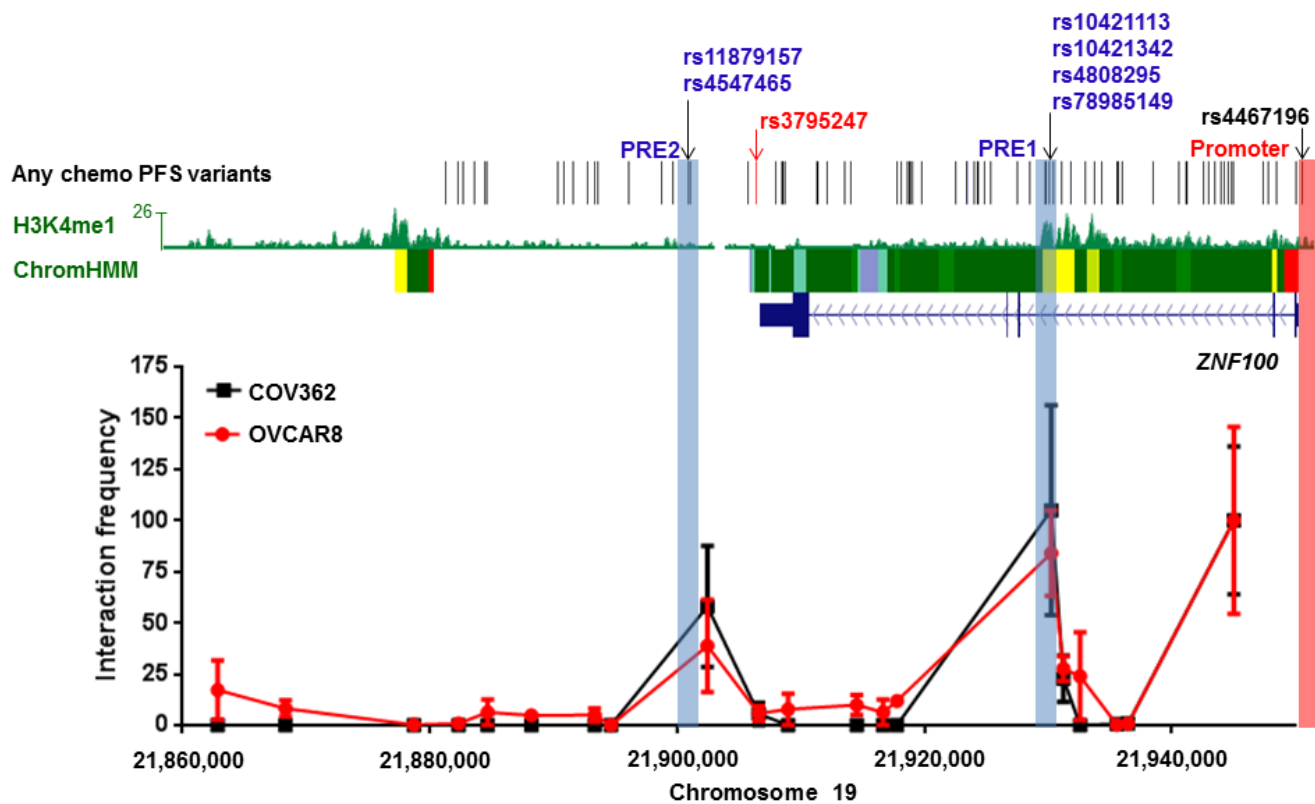 rs10421113
rs10421342
rs4808295
rs78985149
rs11879157
rs4547465
rs3795247
rs4467196
PRE2
PRE1
Promoter
Any chemo PFS variants
H3K4me1
26
ChromHMM
ZNF100
175
150
125
100
75
50
25
0
Interaction frequency
COV362
OVCAR8
21,860,000
21,880,000
21,900,000
21,920,000
21,940,000
Chromosome 19